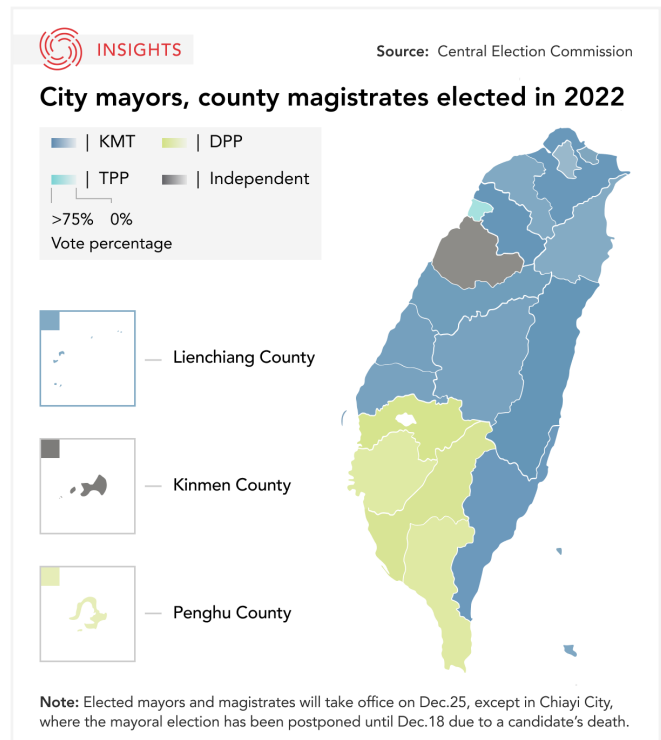 INSIGHTS
Source: Central Election Commission
City mayors, county magistrates elected in 2022
| KMT | DPP
| TPP | Independent
>75% 0%
Vote percentage
Lienchiang County
Kinmen County
Penghu County
Note: Elected mayors and magistrates will take office on Dec.25, except in Chiayi City,
where the mayoral election has been postponed until Dec.18 due to a candidate’s death.